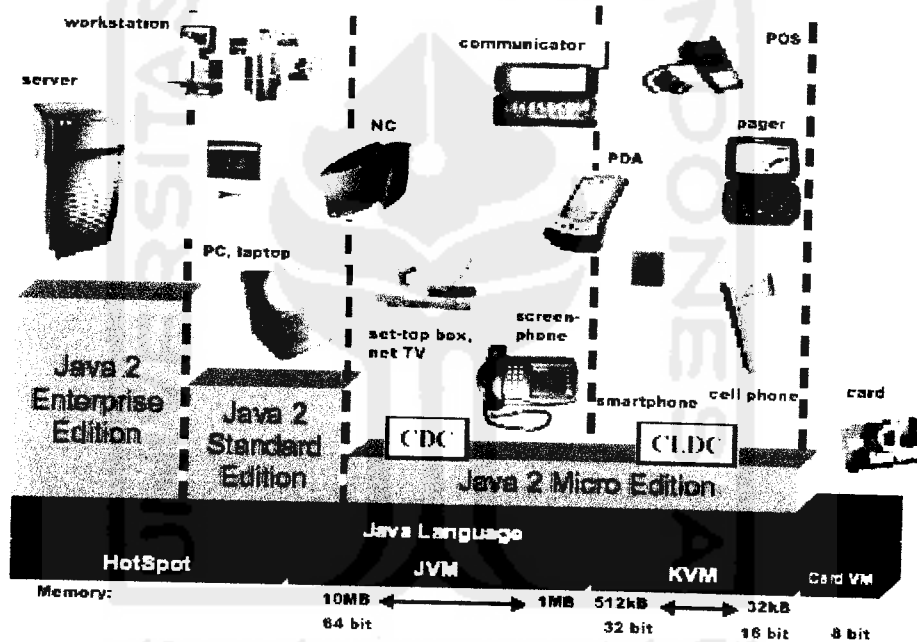 workstation
server
communicator
POS
NC
pager
PDA
PC, laptop
set-top box,
net TV
screen-
phone
smartphone
cell phone
card
Java 2
Enterprise
Edition
Java 2
Standard
Edition
CDC
CLDC
Java 2 Micro Edition
Java Language
HotSpot
JVM
KVM
Card VM
Memory:
10MB
1MB
512kB
32kB
64 bit
32 bit
16 bit
8 bit